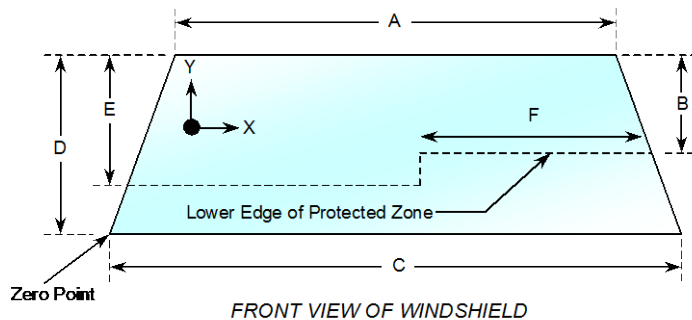 A
Y
E
B
F
X
D
Lower Edge of Protected Zone
C
Zero Point
FRONT VIEW OF WINDSHIELD